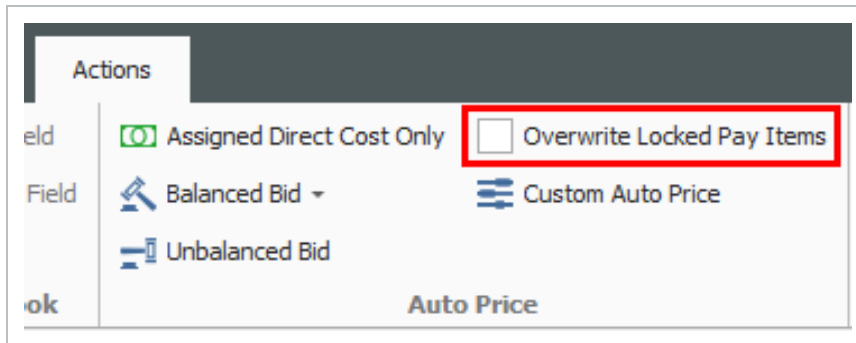 Actions
eld
Assigned Direct Cost Only
Overwrite Locked Pay Items
Field
Balanced Bid
Custom Auto Price
Unbalanced Bid
ok
Auto Price